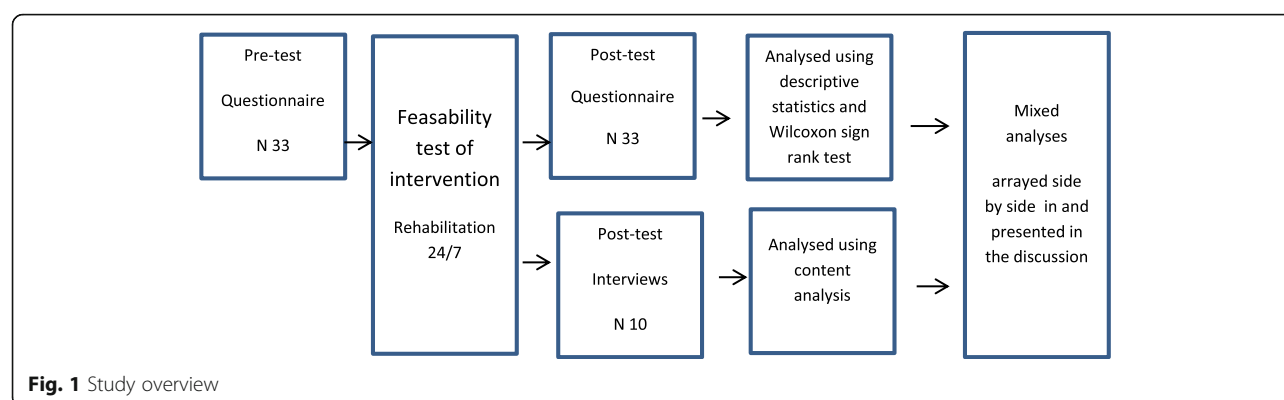 Pre-test
Questionnaire
N 33
Feasability
test of
intervention
Rehabilitation
24/7
Post-test
Questionnaire
N 33
Analysed using
descriptive
statistics and
Wilcoxon sign
rank test
Post-test
Interviews
N 10
Analysed using
content
analysis
Mixed
analyses
arrayed side
by side in and
presented in
the discussion
Fig. 1 Study overview